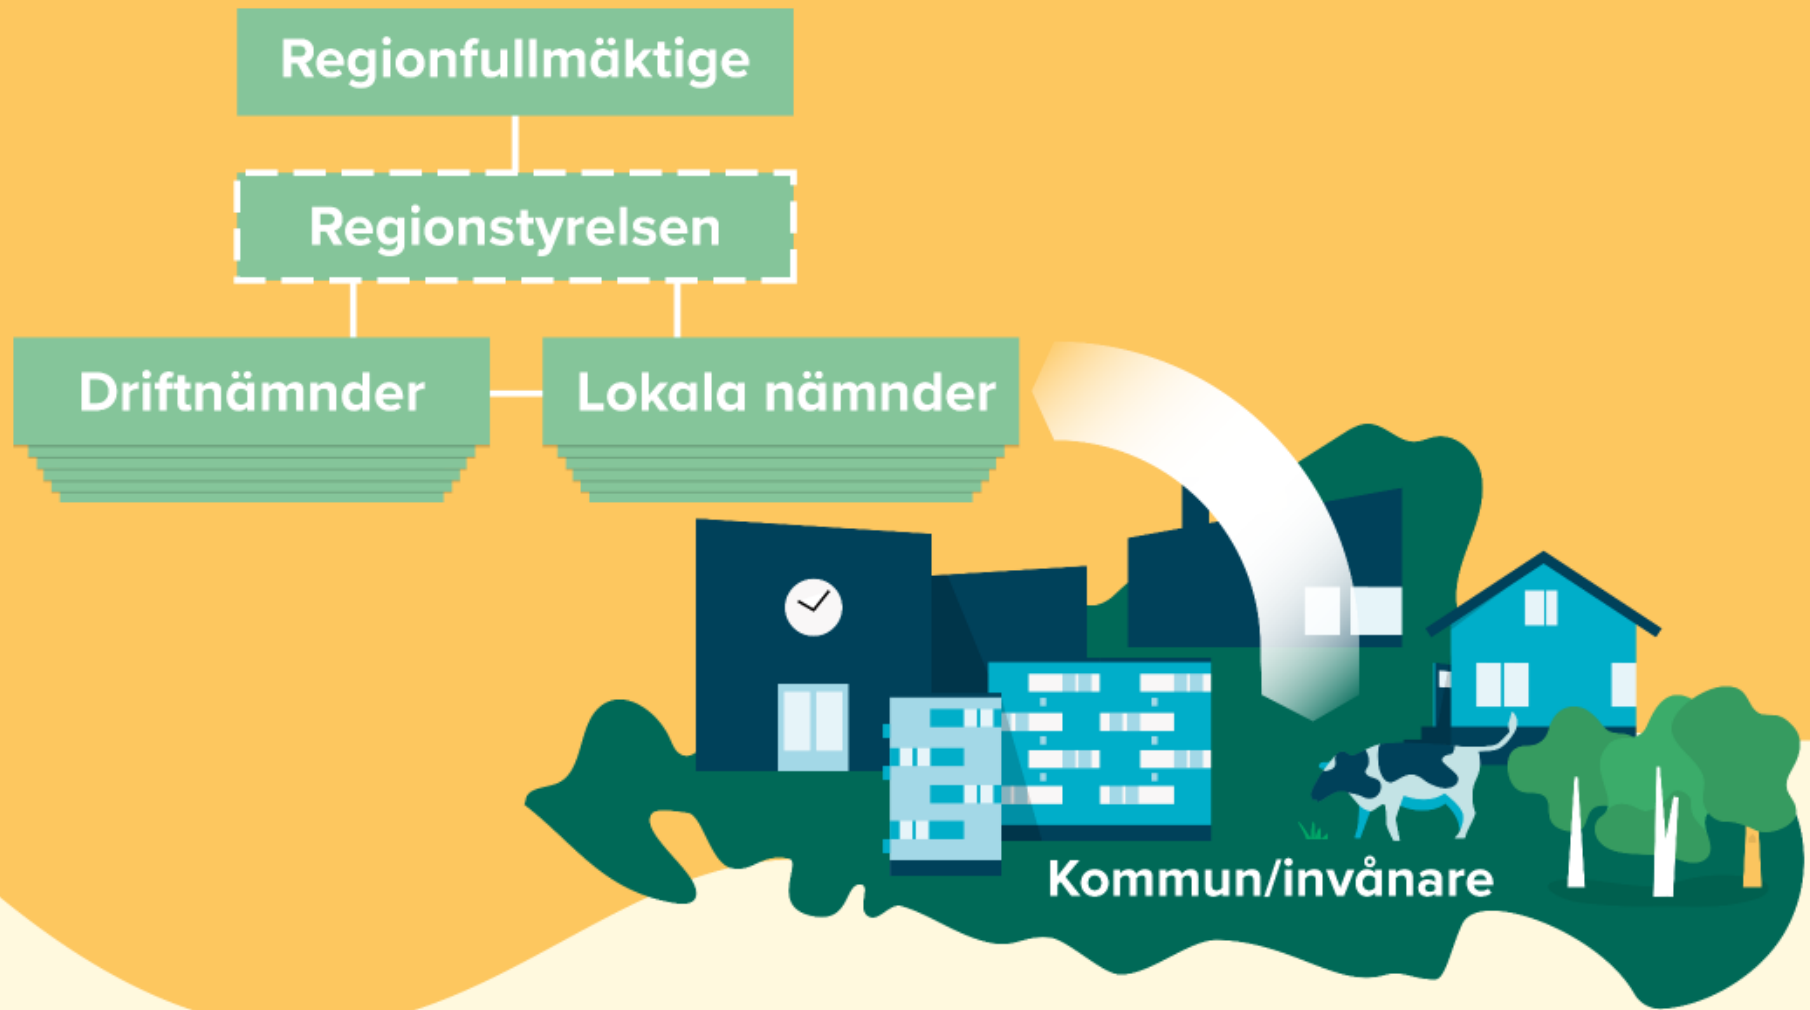 Regionfullmäktige
Regionstyrelsen
Driftnämnder
Lokala nämnder
Kommun/invånare